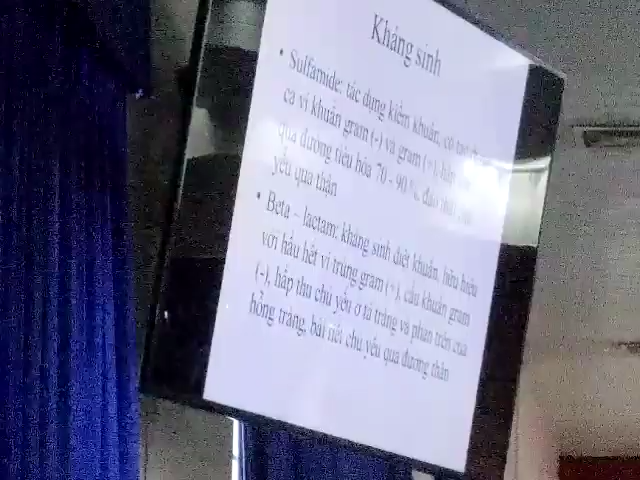 Kháng sinh
• Sulfamide: tác dụng kiềm khuẩn, có
cả vi khuẩn gram (-) và gram (+), hấp
qua đường tiêu hóa 70 - 90 %, đào
yếu qua thận
• Beta – lactam: kháng sinh diệt khuẩn, hữu hiệu
với hầu hết vi trùng gram (+), cầu khuẩn gram
(-), hấp thu chủ yếu ở tá tràng và phần trên của
hỗng tràng, bài tiết chủ yếu qua đường thận